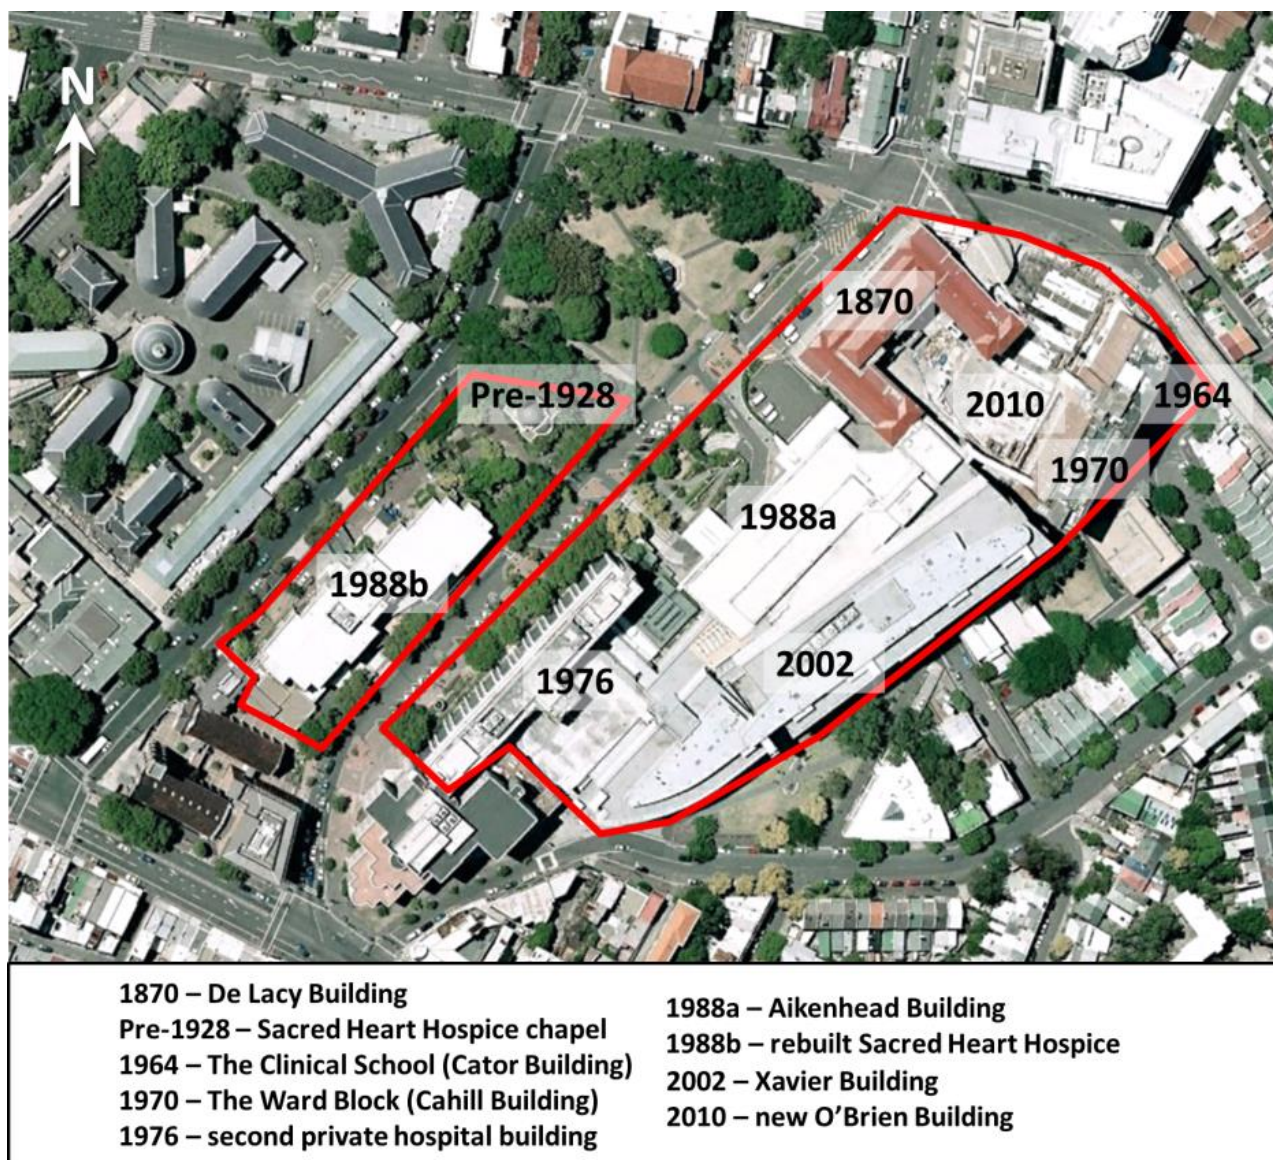 N
1870
Pre-1928
2010
1964
1970
1988a
1988b
2002
1976
1870 – De Lacy Building
Pre-1928 – Sacred Heart Hospice chapel
1964 – The Clinical School (Cator Building)
1970 – The Ward Block (Cahill Building)
1976 – second private hospital building
1988a – Aikenhead Building
1988b – rebuilt Sacred Heart Hospice
2002 – Xavier Building
2010 – new O’Brien Building